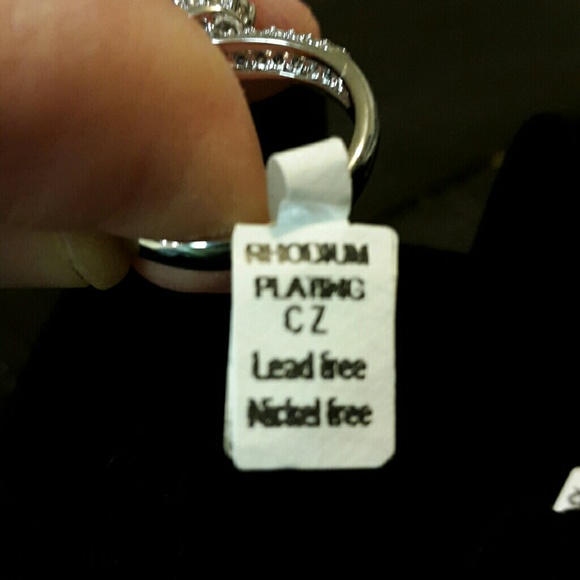 RHODIUM
PLATING
CZ
Lead free
Nickel free